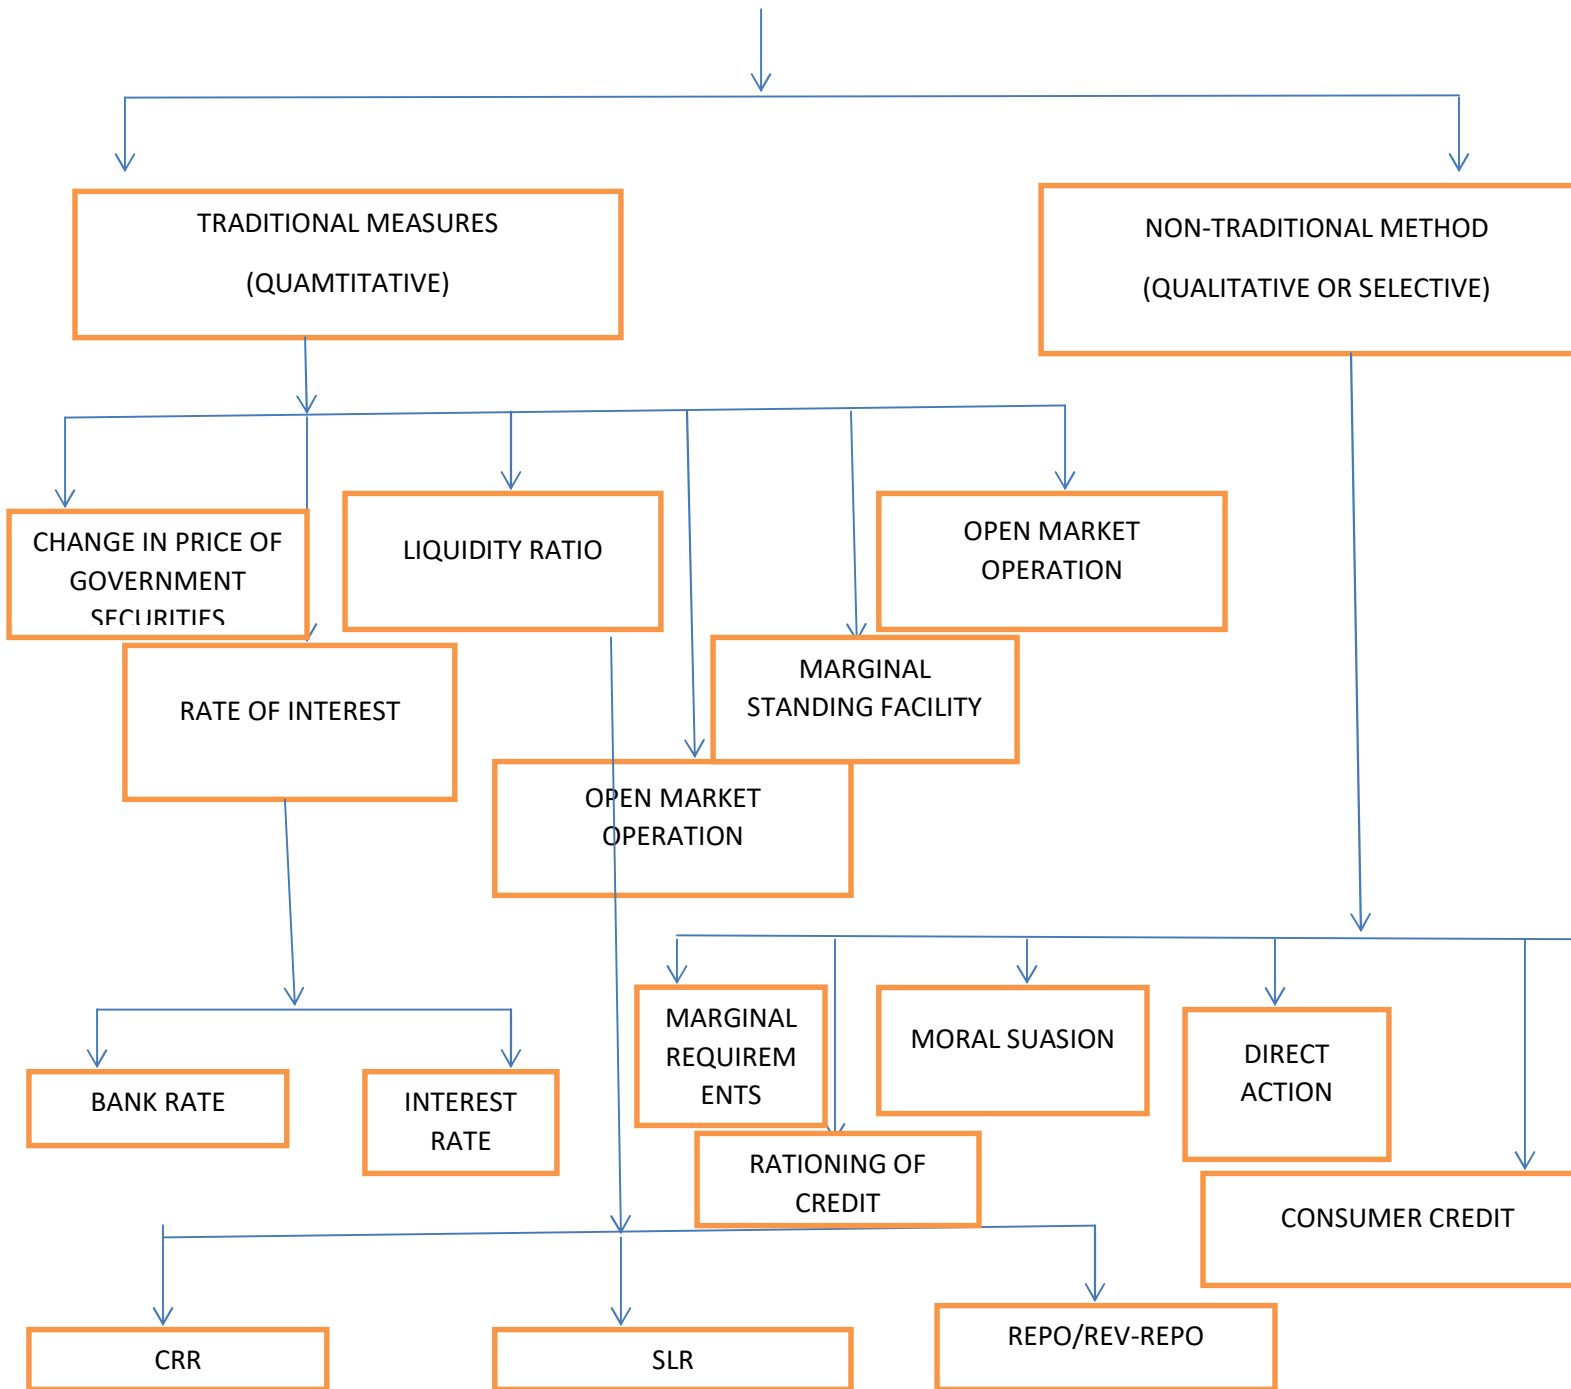 TRADITIONAL MEASURES
(QUAMTITATIVE)
NON-TRADITIONAL METHOD
(QUALITATIVE OR SELECTIVE)
CHANGE IN PRICE OF
GOVERNMENT
SECURITIES
LIQUIDITY RATIO
OPEN MARKET
OPERATION
RATE OF INTEREST
MARGINAL
STANDING FACILITY
OPEN MARKET
OPERATION
MARGINAL
REQUIREM
ENTS
MORAL SUASION
DIRECT
ACTION
BANK RATE
INTEREST
RATE
RATIONING OF
CREDIT
CONSUMER CREDIT
CRR
SLR
REPO/REV-REPO